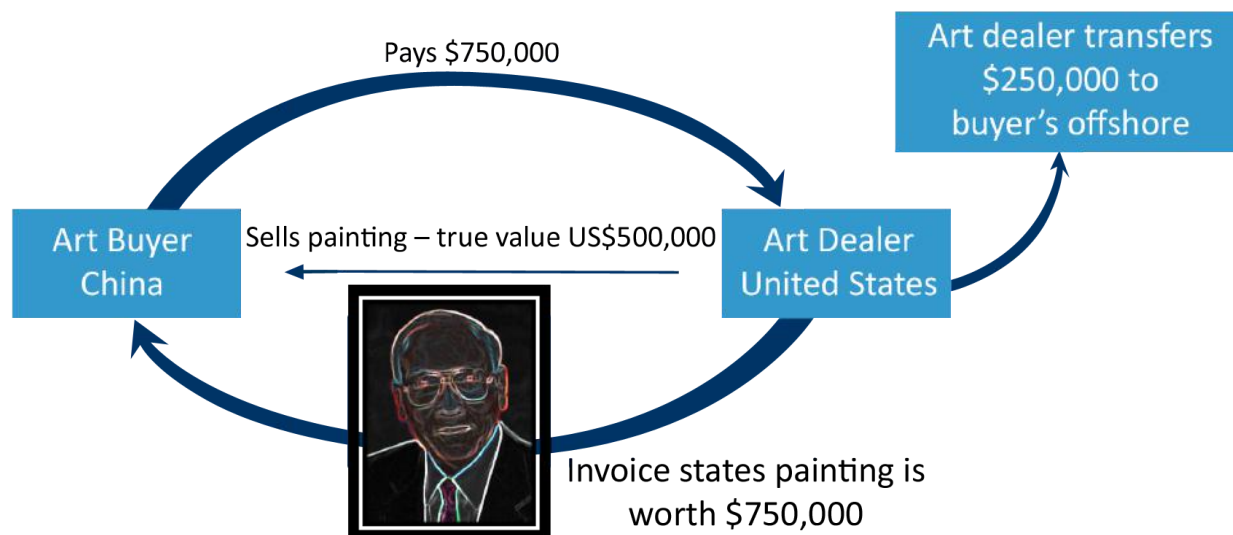 Pays $750,000
Art dealer transfers
$250,000 to
buyer’s offshore
Art Buyer
China
Sells painting – true value US$500,000
Art Dealer
United States
Invoice states painting is
worth $750,000